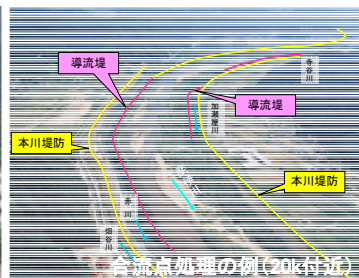 導流堤
寺谷川
加瀬屋川
導流堤
本川堤防
本川堤防
赤川
畑谷川
合流点処理の例(20k付近)